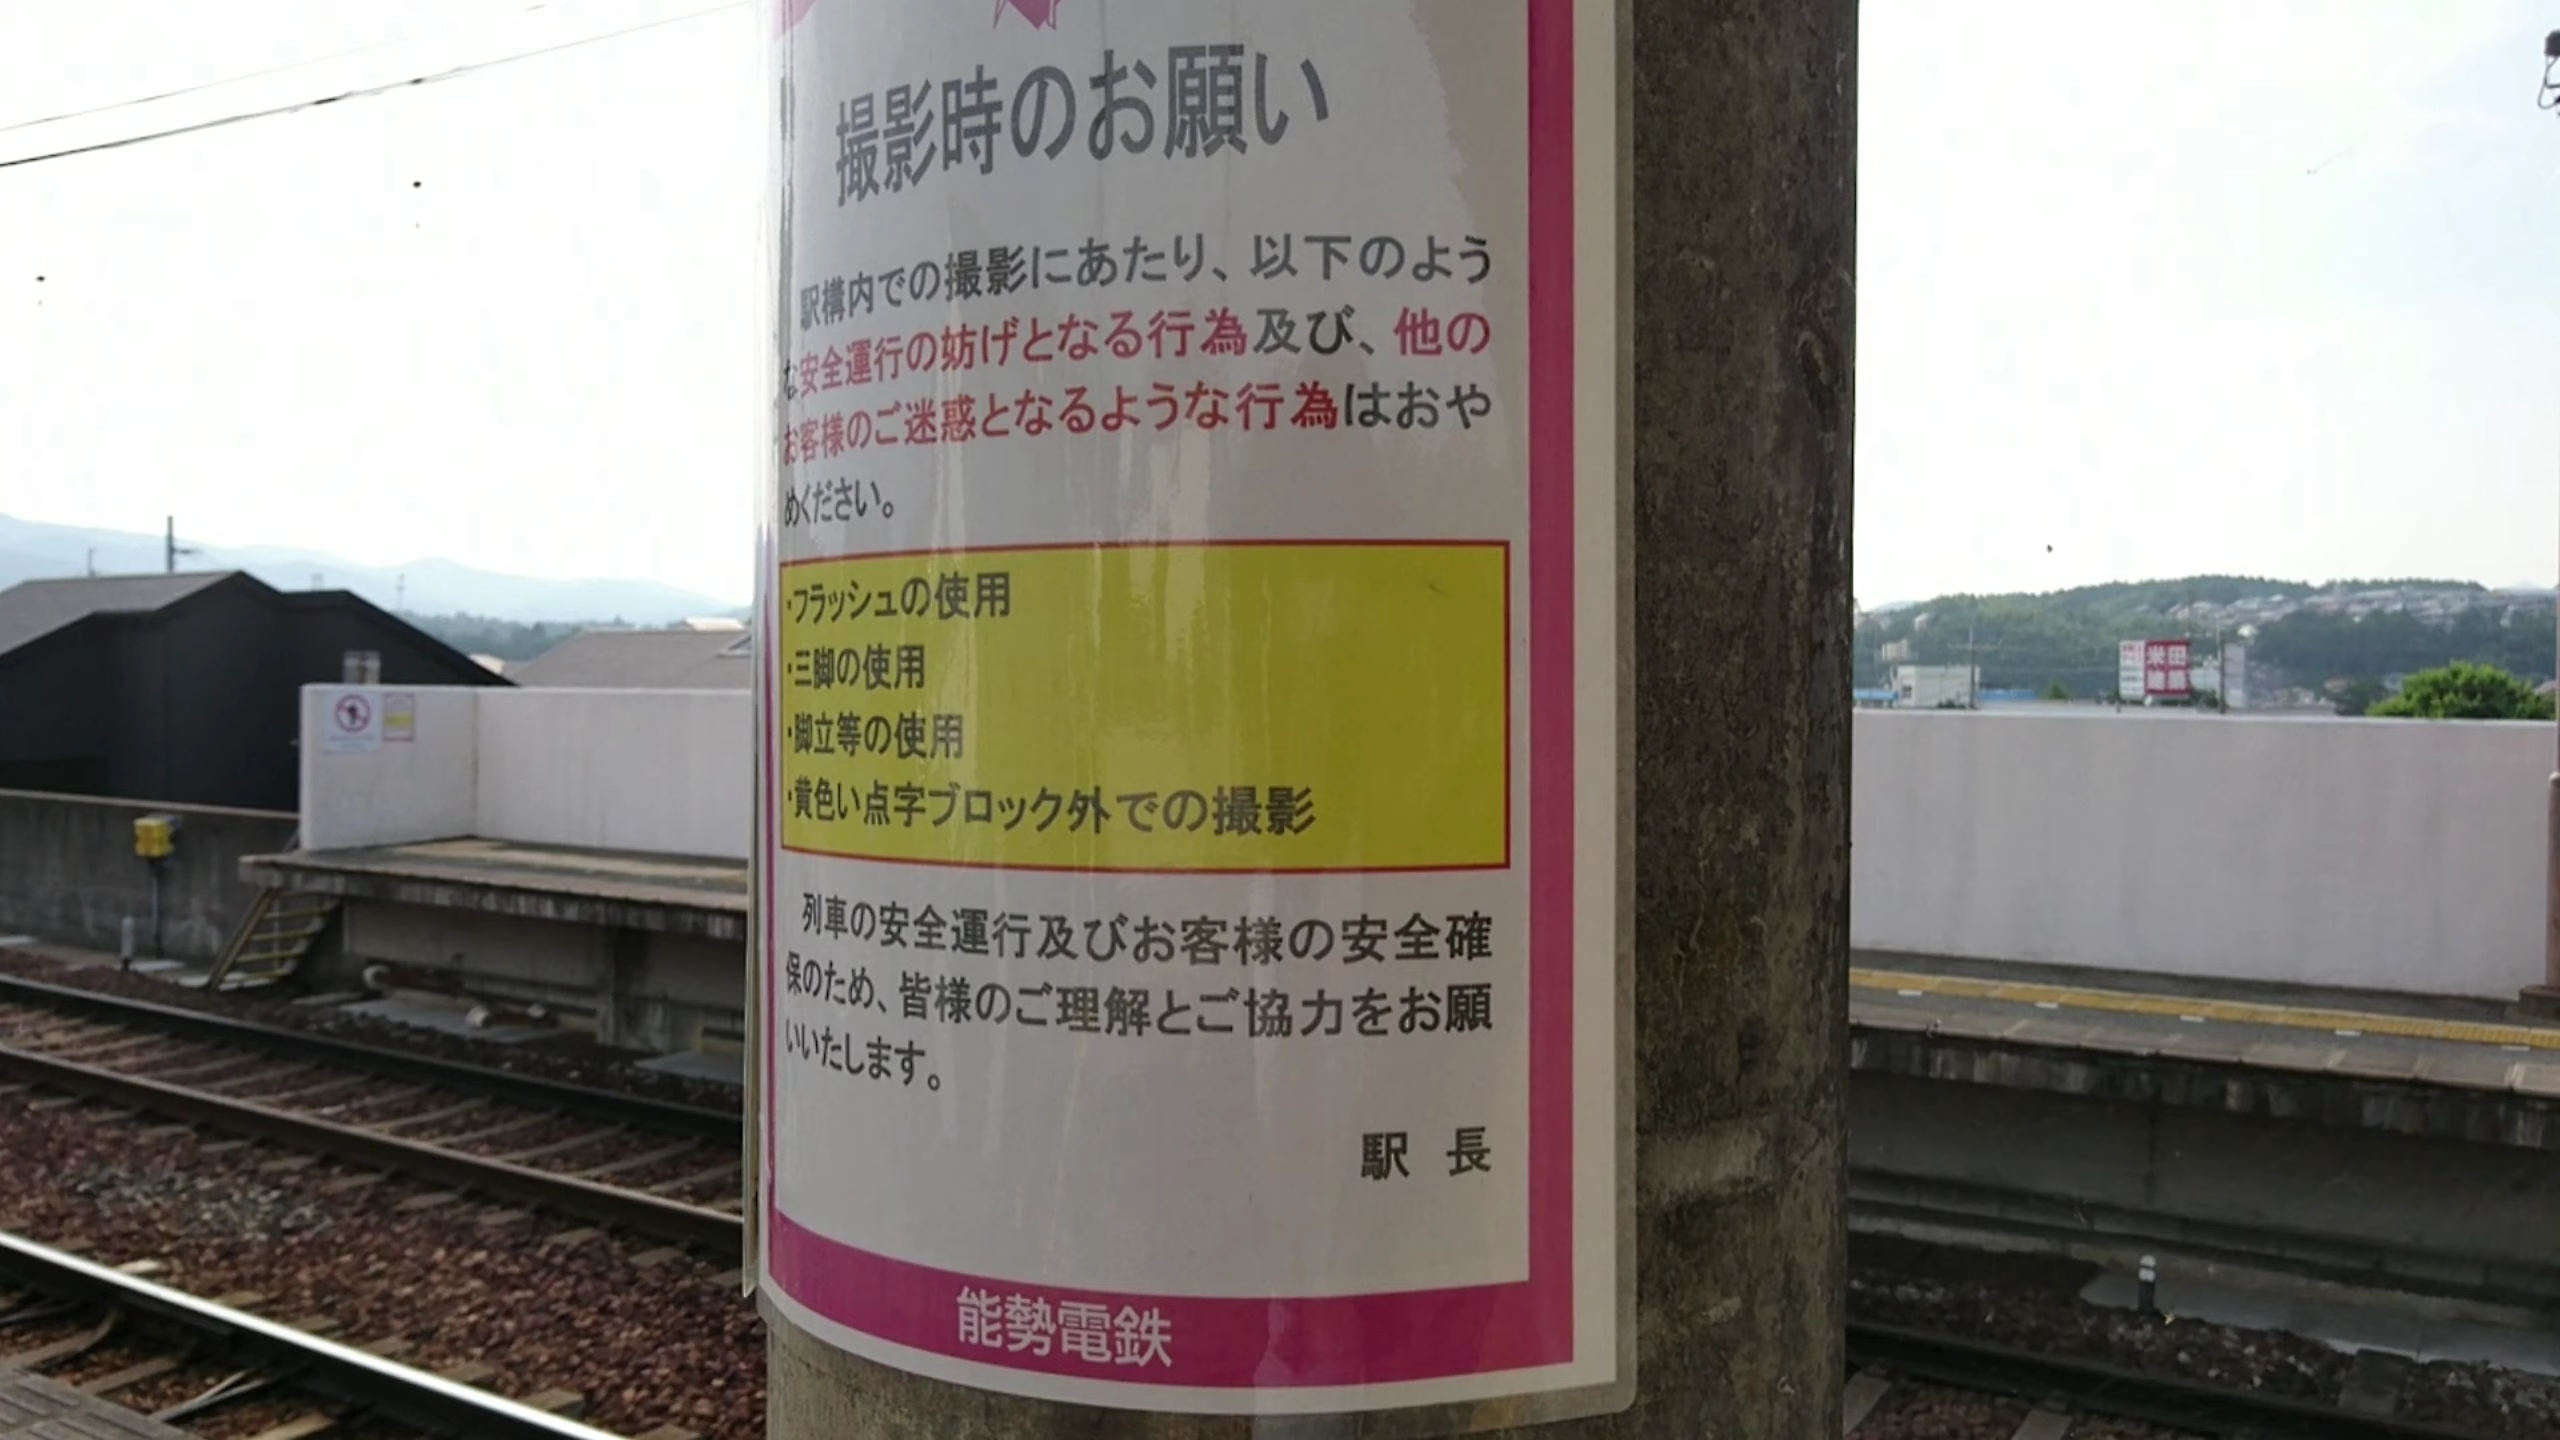 撮影時のお願い
駅構内での撮影にあたり、以下のよう
な安全運行の妨げとなる行為及び、他の
お客様のご迷惑となるような行為はおや
めください。
・フラッシュの使用
・三脚の使用
・脚立等の使用
・黄色い点字ブロック外での撮影
列車の安全運行及びお客様の安全確
保のため、皆様のご理解とご協力をお願
いいたします。
駅 長
能勢電鉄
米田